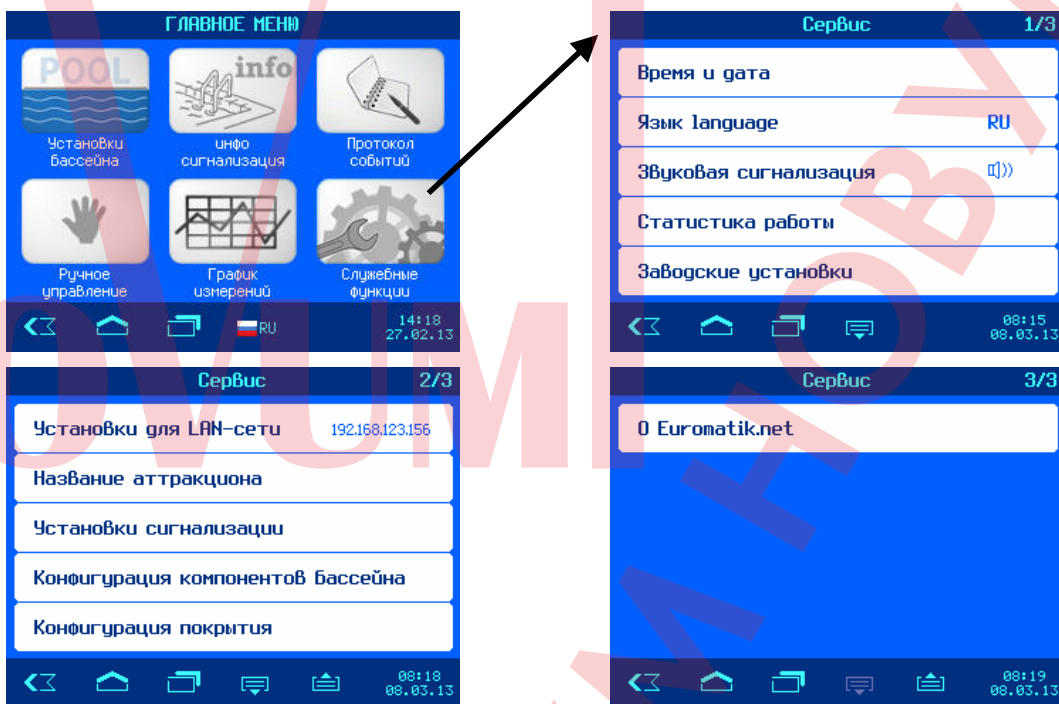 ГЛАВНОЕ МЕНЮ
POOL
info
Установки
бассейна
инфо
сигнализация
Протокол
событий
Ручное
управление
График
измерений
Служебные
функции
RU
14:18
27.02.13
Сервис 1/3
Время и дата
Язык language RU
Звуковая сигнализация
Статистика работы
Заводские установки
08:15
08.03.13
Сервис 2/3
Установки для LAN-сети 192.168.123.156
Название аттракциона
Установки сигнализации
Конфигурация компонентов бассейна
Конфигурация покрытия
08:18
08.03.13
Сервис 3/3
О Euromatik.net
08:19
08.03.13
OVUM
М НОВУ